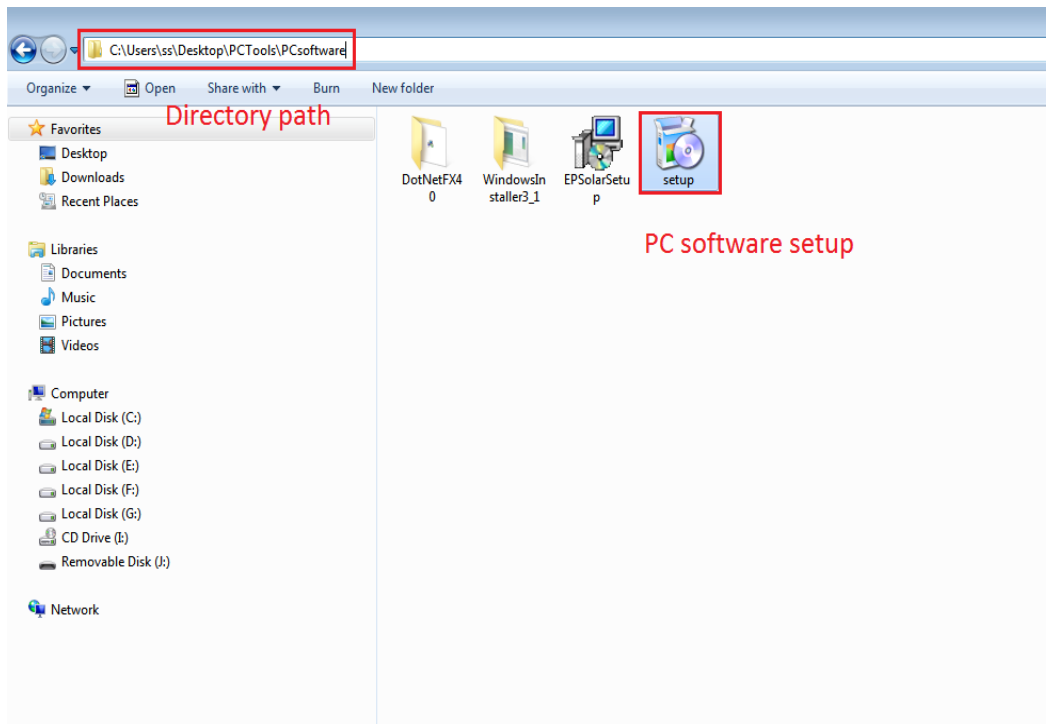 C:\Users\ss\Desktop\PCTools\PCsoftware
Organize
Open
Share with
Burn
New folder
Directory path
Favorites
Desktop
Downloads
Recent Places
Libraries
Documents
Music
Pictures
Videos
Computer
Local Disk (C:)
Local Disk (D:)
Local Disk (E:)
Local Disk (F:)
Local Disk (G:)
CD Drive (I:)
Removable Disk (J:)
Network
DotNetFX4
0
WindowsIn
staller3_1
EPSolarSetu
p
setup
PC software setup